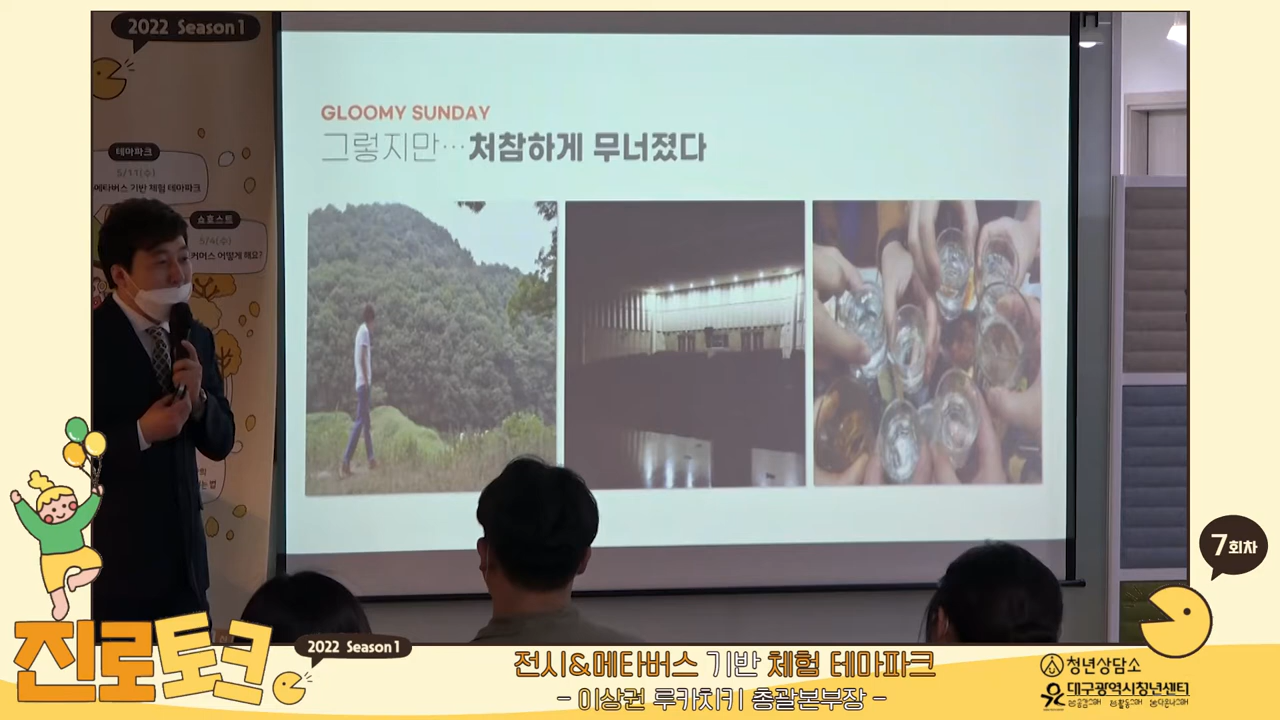 2022 Season 1
테마파크
5/11(수)
메타버스 기반 체험 테마파크
쇼호스트
5/4(수)
커머스 어떻게 해요?
GLOOMY SUNDAY
그렇지만…처참하게 무너졌다
7회차
진로토크
2022 Season 1
전시&메타버스 기반 체험 테마파크
- 이상권 루카치키 총괄본부장 -
청년상담소
대구광역시청년센터